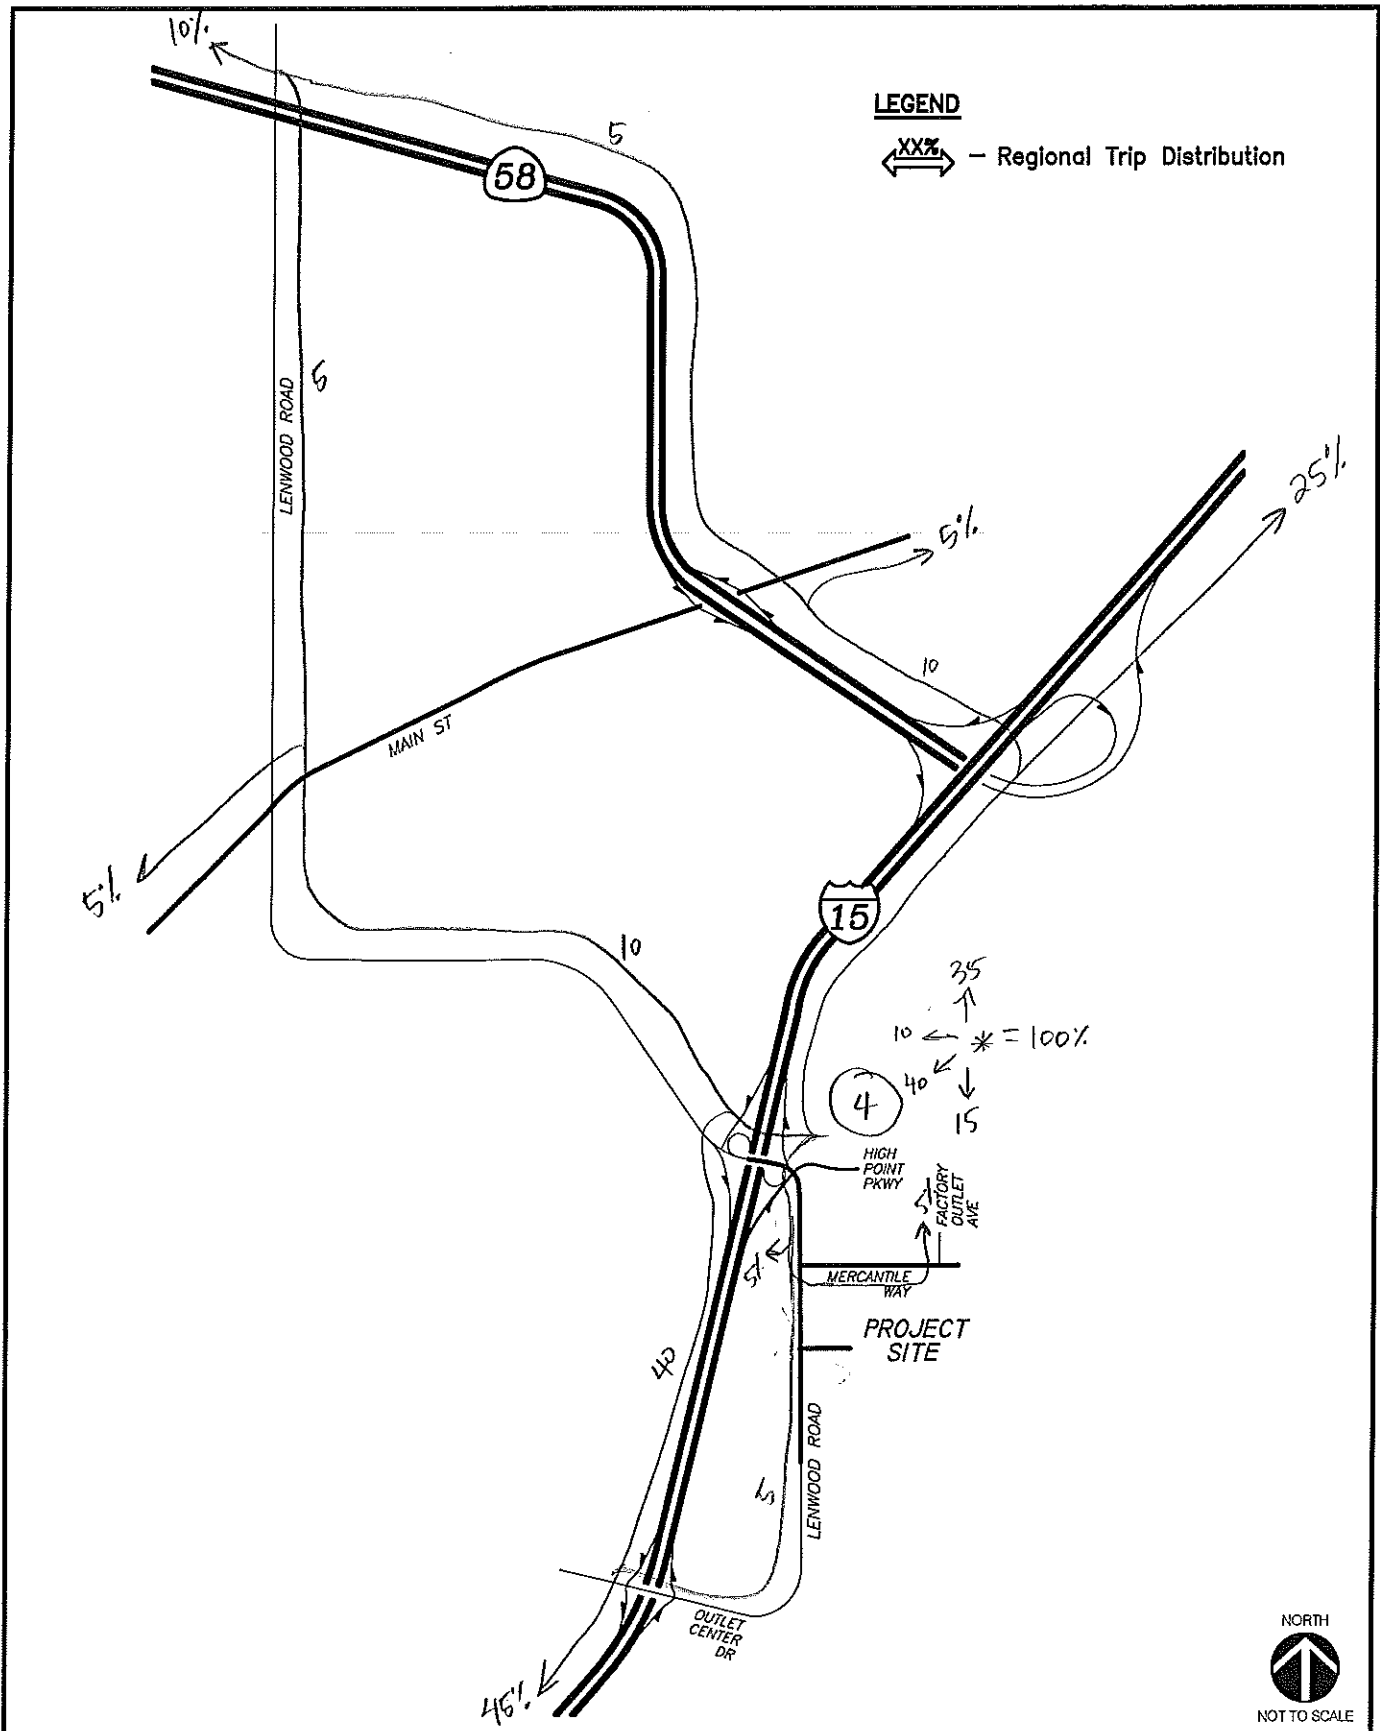 10%
LEGEND
XX% – Regional Trip Distribution
5
58
LENWOOD ROAD
5
25%
5%
10
MAIN ST
5%
10
15
35
10 ← * = 100%
40
15
4
HIGH
POINT
PKWY
5%
FACTORY
OUTLET
AVE
5%
MERCANTILE
WAY
PROJECT
SITE
40
5
LENWOOD ROAD
OUTLET
CENTER
DR
45%
NORTH
NOT TO SCALE